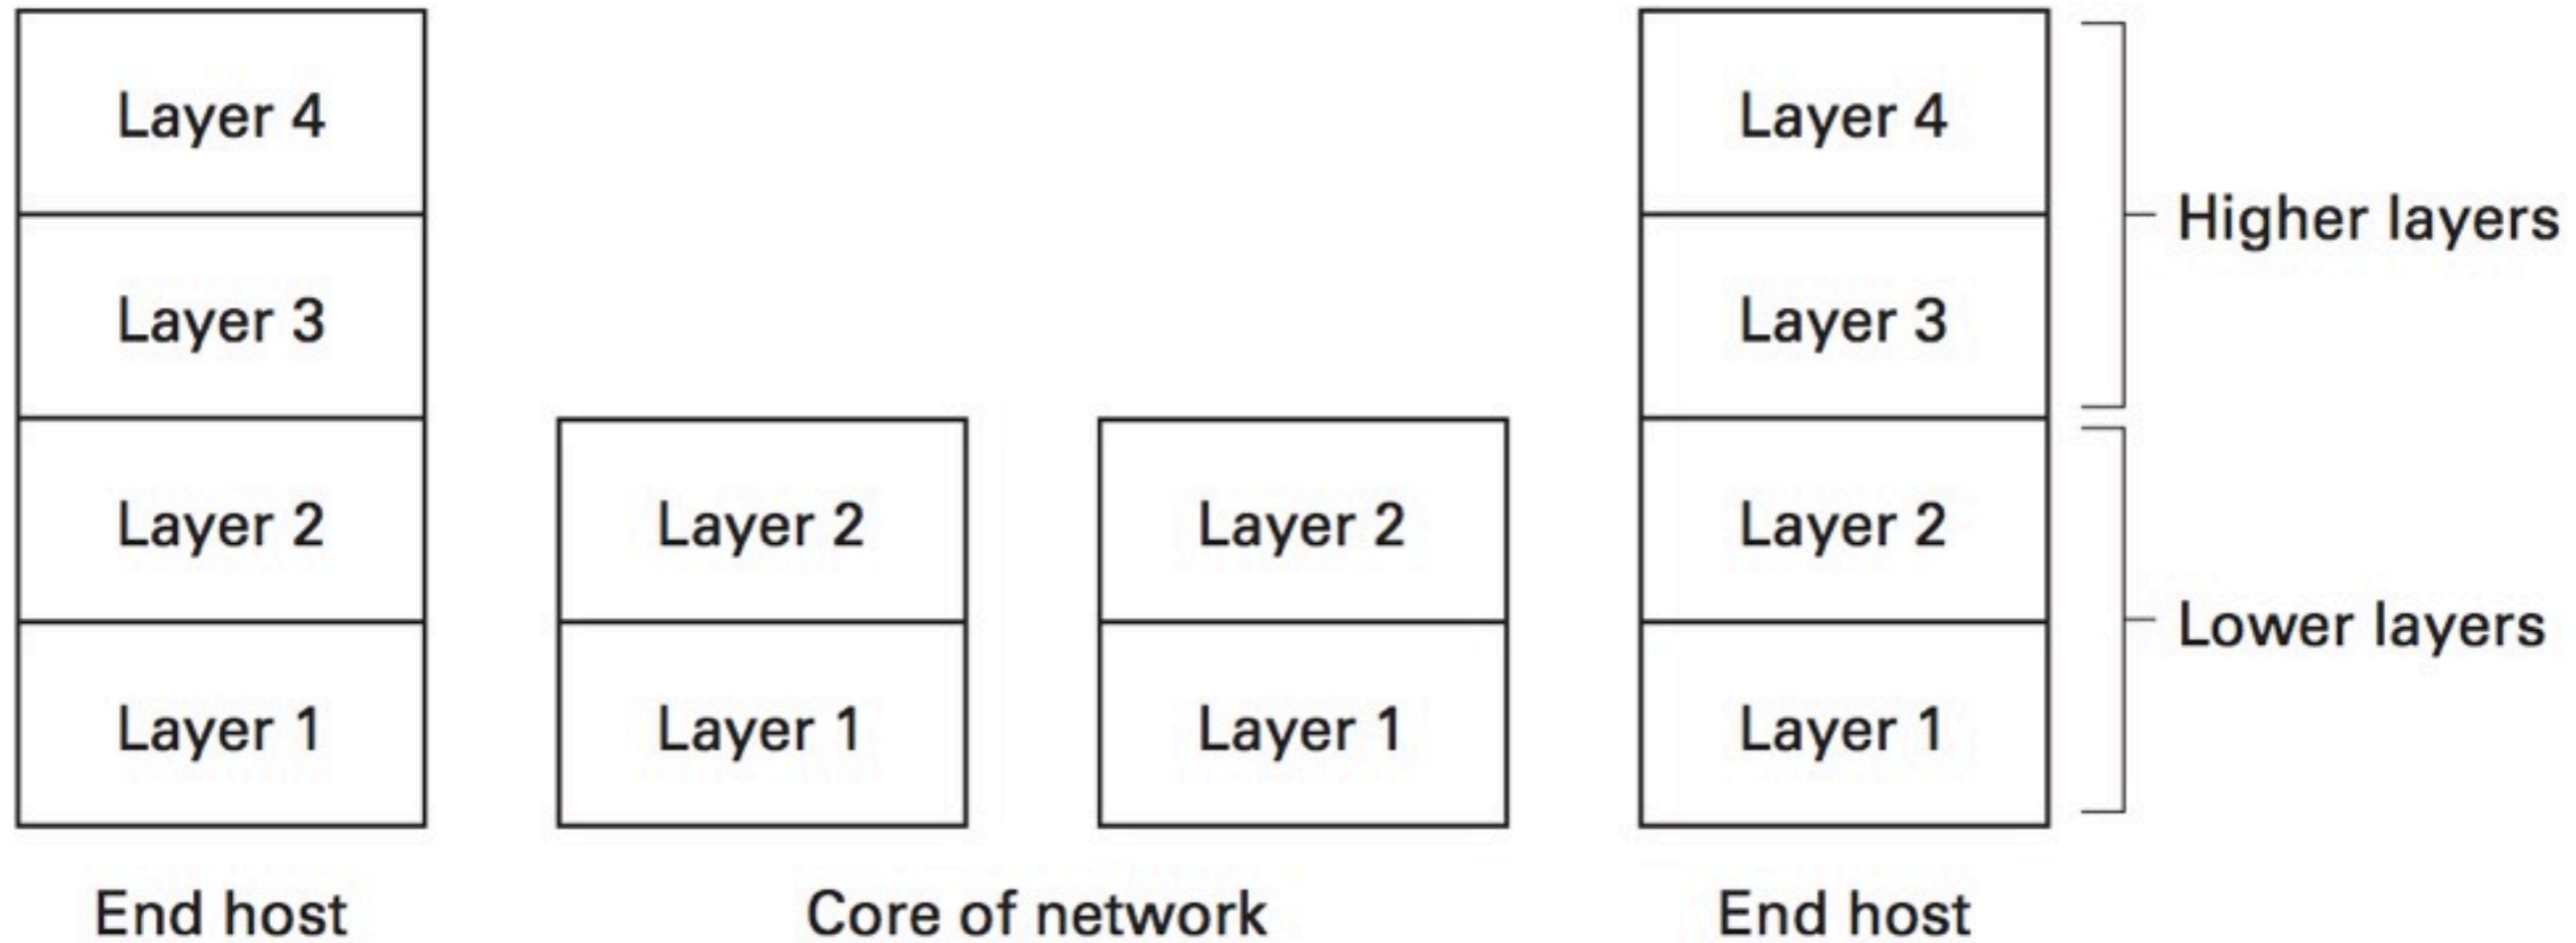 Layer 4
Layer 3
Layer 2
Layer 1
End host
Layer 2
Layer 1
Layer 2
Layer 1
Core of network
Layer 4
Layer 3
Layer 2
Layer 1
End host
Higher layers
Lower layers